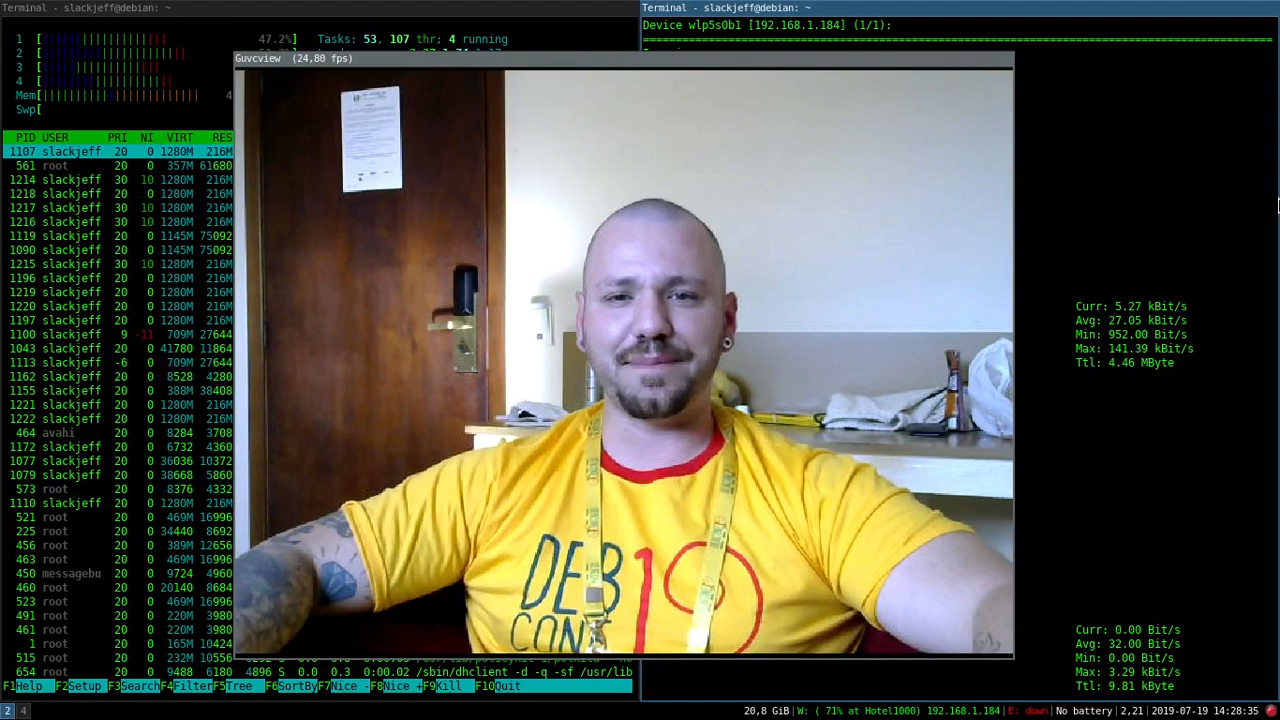 Terminal - slackjeff@debian: ~
1 [ 47.2%] Tasks: 53, 107 thr; 4 running
2
3
4
Mem[ 4
Swp[
PID USER PRI NI VIRT RES
1107 slackjeff 20 0 1280M 216M
561 root 20 0 357M 61680
1214 slackjeff 30 10 1280M 216M
1218 slackjeff 20 0 1280M 216M
1217 slackjeff 30 10 1280M 216M
1216 slackjeff 30 10 1280M 216M
1119 slackjeff 20 0 1145M 75092
1090 slackjeff 20 0 1145M 75092
1215 slackjeff 30 10 1280M 216M
1196 slackjeff 20 0 1280M 216M
1219 slackjeff 20 0 1280M 216M
1220 slackjeff 20 0 1280M 216M
1197 slackjeff 20 0 1280M 216M
1100 slackjeff 9 -11 709M 27644
1043 slackjeff 20 0 41780 11864
1113 slackjeff -6 0 709M 27644
1162 slackjeff 20 0 8528 4280
1155 slackjeff 20 0 388M 38408
1221 slackjeff 20 0 1280M 216M
1222 slackjeff 20 0 1280M 216M
464 avahi 20 0 8284 3708
1172 slackjeff 20 0 6732 4360
1077 slackjeff 20 0 36036 10372
1079 slackjeff 20 0 38668 5860
573 root 20 0 8376 4332
1110 slackjeff 20 0 1280M 216M
521 root 20 0 469M 16996
225 root 20 0 34440 8692
456 root 20 0 389M 12656
463 root 20 0 469M 16996
450 messagebu 20 0 9724 4960
460 root 20 0 20140 8684
523 root 20 0 469M 16996
491 root 20 0 220M 3980
461 root 20 0 220M 3980
1 root 20 0 165M 10424
515 root 20 0 232M 10556
654 root 20 0 9488 6180 4896 S 0.0 0.3 0:00.02 /sbin/dhclient -d -q -sf /usr/lib
F1Help F2Setup F3SearchF4FilterF5Tree F6SortByF7Nice -F8Nice +F9Kill F10Quit
Guvcview (24,80 fps)
DEB
CONF
19
Terminal - slackjeff@debian: ~
Device wlp5s0b1 [192.168.1.184] (1/1):
Curr: 5.27 kBit/s
Avg: 27.05 kBit/s
Min: 952.00 Bit/s
Max: 141.39 kBit/s
Ttl: 4.46 MByte
Curr: 0.00 Bit/s
Avg: 32.00 Bit/s
Min: 0.00 Bit/s
Max: 3.29 kBit/s
Ttl: 9.81 kByte
2 4
20,8 GiB|W: ( 71% at Hotel1000) 192.168.1.184|E: down|No battery|2,21|2019-07-19 14:28:35